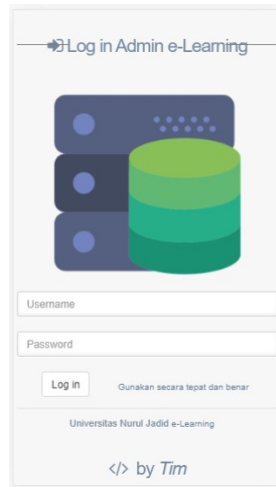 Log in Admin e-Learning
Username
Password
Log in Gunakan secara tepat dan benar
Universitas Nurul Jadid e-Learning
</> by Tim